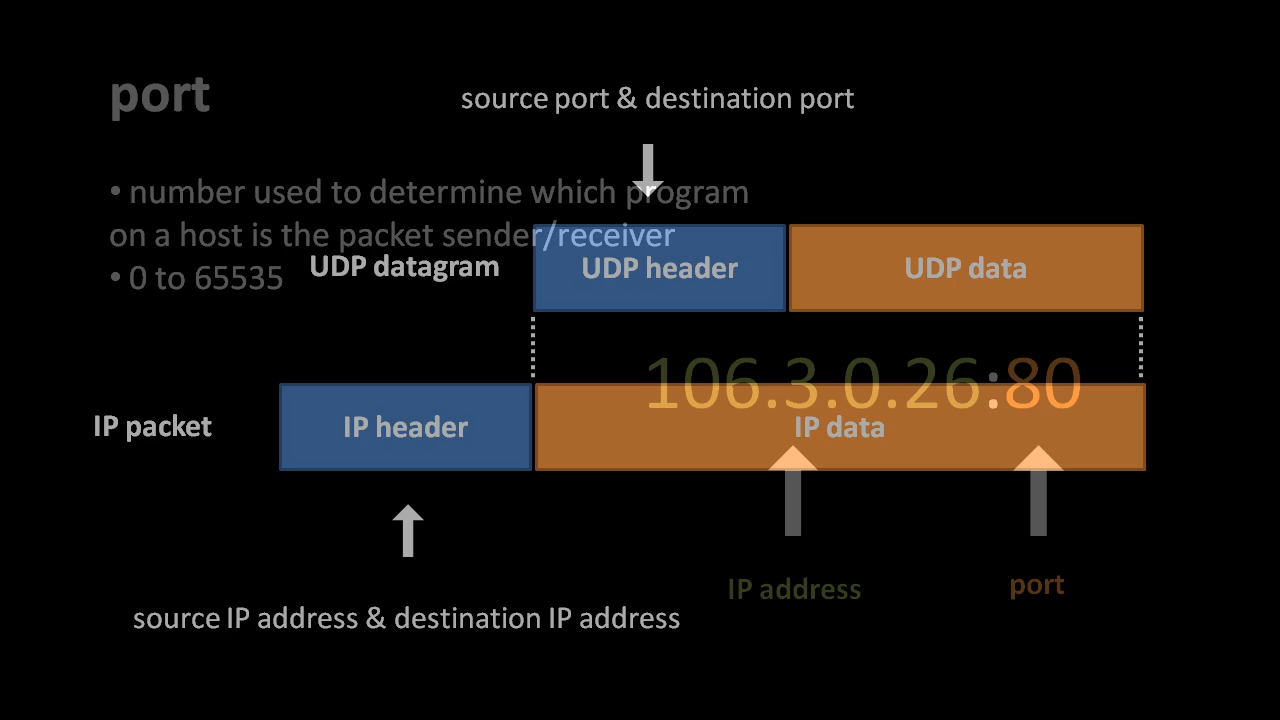 port
source port & destination port
• number used to determine which program
on a host is the packet sender/receiver
• 0 to 65535
UDP datagram
UDP header
UDP data
106.3.0.26:80
IP packet
IP header
IP data
IP address
port
source IP address & destination IP address